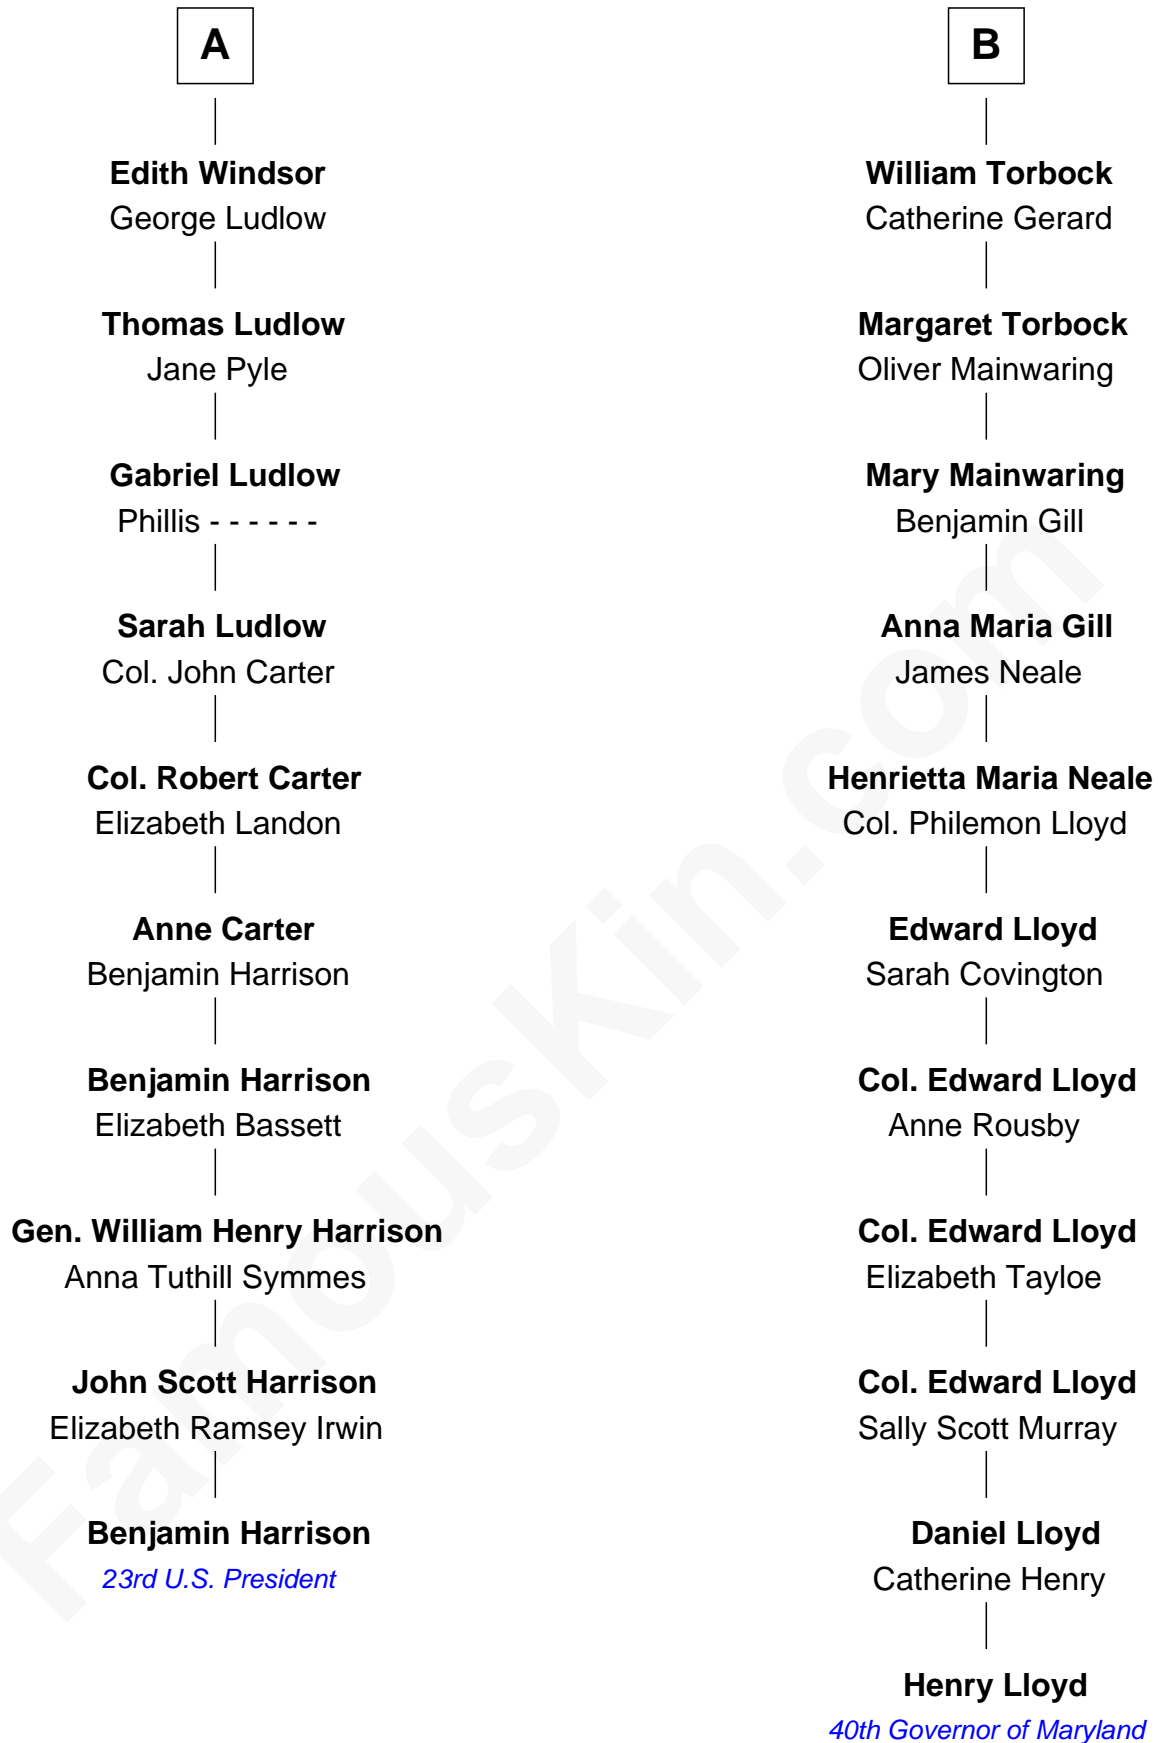 A
Edith Windsor
George Ludlow
Thomas Ludlow
Jane Pyle
Gabriel Ludlow
Phillis - - - - - -
Sarah Ludlow
Col. John Carter
Col. Robert Carter
Elizabeth Landon
Anne Carter
Benjamin Harrison
Benjamin Harrison
Elizabeth Bassett
Gen. William Henry Harrison
Anna Tuthill Symmes
John Scott Harrison
Elizabeth Ramsey Irwin
Benjamin Harrison
23rd U.S. President
B
William Torbock
Catherine Gerard
Margaret Torbock
Oliver Mainwaring
Mary Mainwaring
Benjamin Gill
Anna Maria Gill
James Neale
Henrietta Maria Neale
Col. Philemon Lloyd
Edward Lloyd
Sarah Covington
Col. Edward Lloyd
Anne Rousby
Col. Edward Lloyd
Elizabeth Tayloe
Col. Edward Lloyd
Sally Scott Murray
Daniel Lloyd
Catherine Henry
Henry Lloyd
40th Governor of Maryland
FamousKin.com